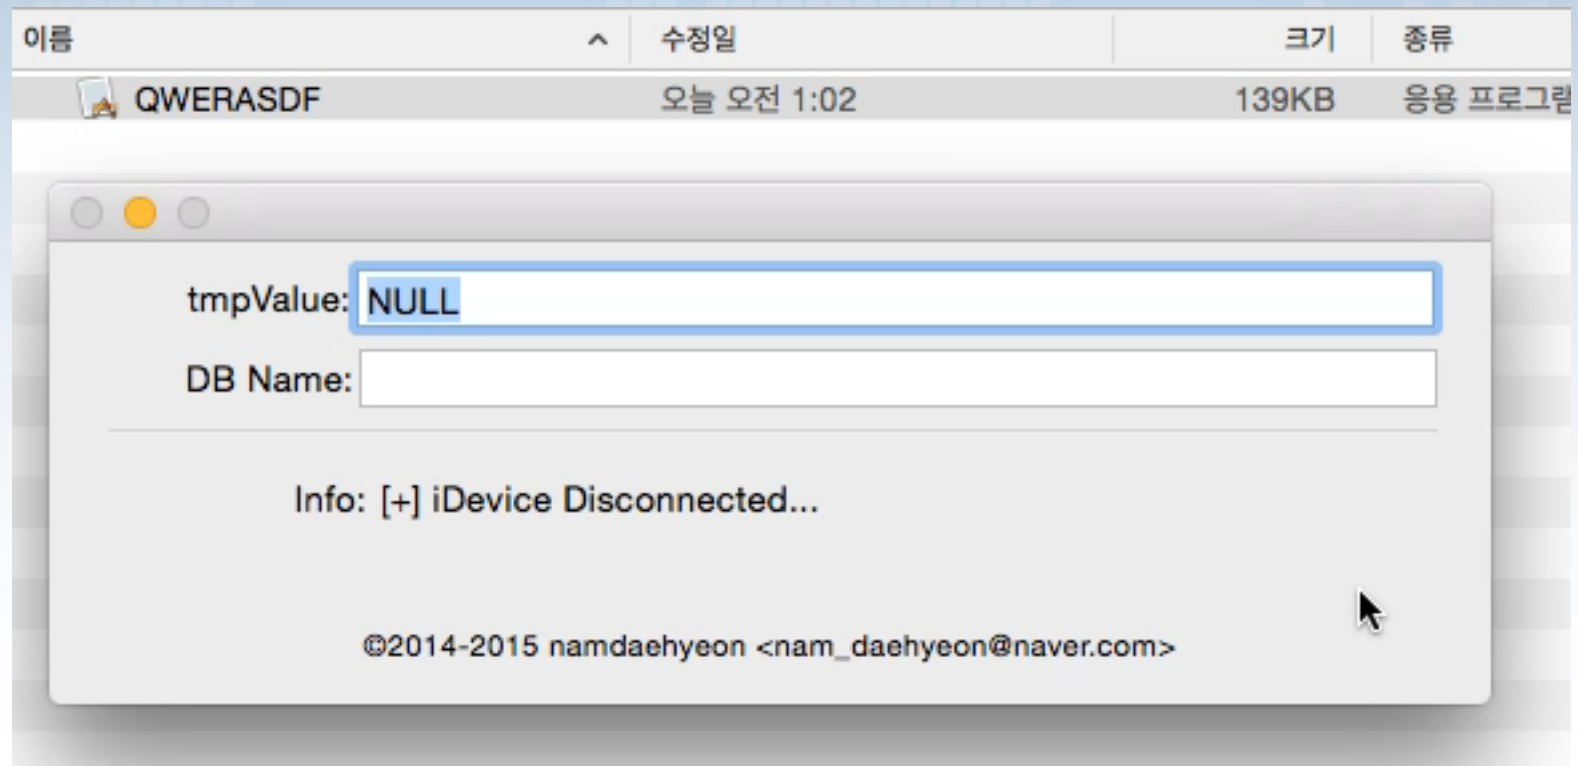 이름 수정일 크기 종류
QWERASDF 오늘 오전 1:02 139KB 응용 프로그램
tmpValue: NULL
DB Name:
Info: [+] iDevice Disconnected...
©2014-2015 namdaehyeon <nam_daehyeon@naver.com>